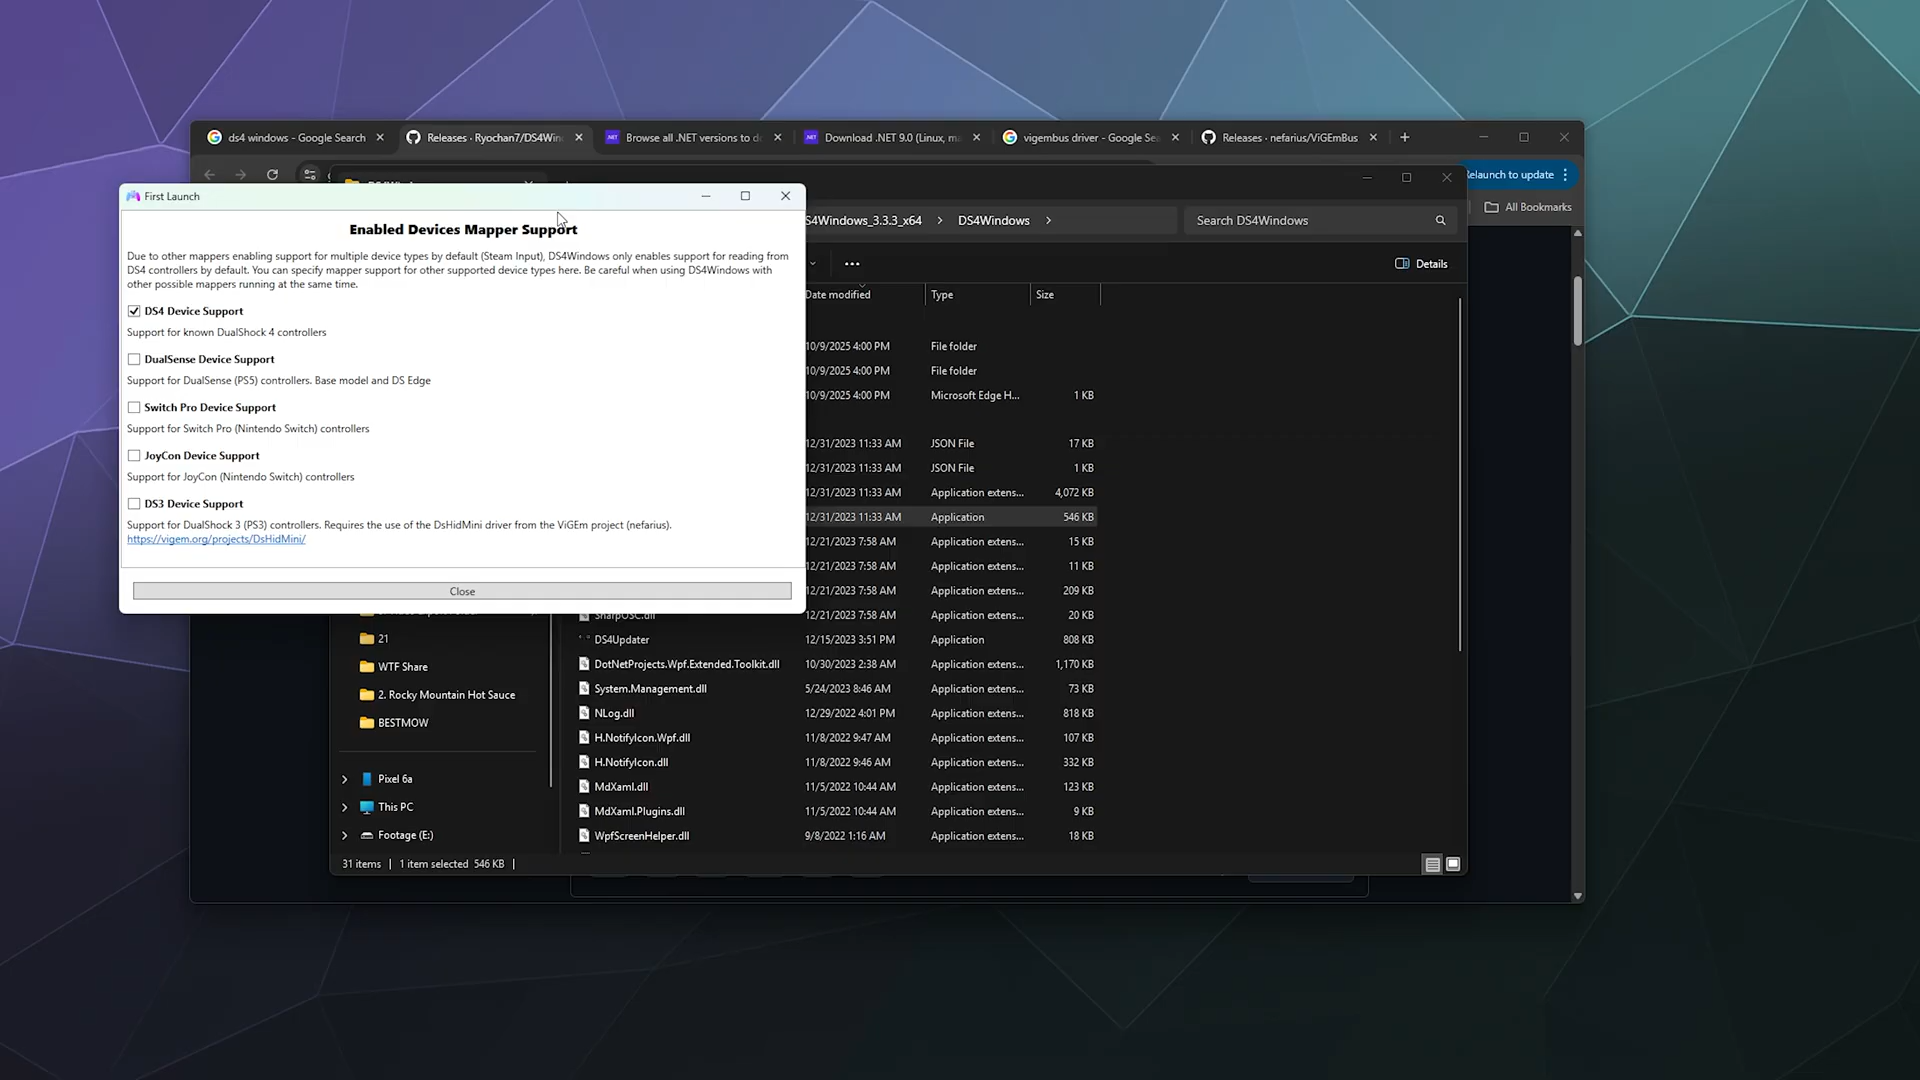 ds4 windows - Google Search
Releases · Ryochan7/DS4Win
Browse all .NET versions to d
Download .NET 9.0 (Linux, m
vigembus driver - Google Se
Releases · nefarius/ViGEmBus
Relaunch to update
All Bookmarks
S4Windows_3.3.3_x64
DS4Windows
Search DS4Windows
Details
First Launch
Enabled Devices Mapper Support
Due to other mappers enabling support for multiple device types by default (Steam Input), DS4Windows only enables support for reading from
DS4 controllers by default. You can specify mapper support for other supported device types here. Be careful when using DS4Windows with
other possible mappers running at the same time.
DS4 Device Support
Support for known DualShock 4 controllers
DualSense Device Support
Support for DualSense (PS5) controllers. Base model and DS Edge
Switch Pro Device Support
Support for Switch Pro (Nintendo Switch) controllers
JoyCon Device Support
Support for JoyCon (Nintendo Switch) controllers
DS3 Device Support
Support for DualShock 3 (PS3) controllers. Requires the use of the DsHidMini driver from the ViGEm project (nefarius).
https://vigem.org/projects/DsHidMini/
Close
Date modified Type Size
10/9/2025 4:00 PM File folder
10/9/2025 4:00 PM File folder
10/9/2025 4:00 PM Microsoft Edge H... 1 KB
12/31/2023 11:33 AM JSON File 17 KB
12/31/2023 11:33 AM JSON File 1 KB
12/31/2023 11:33 AM Application extens... 4,072 KB
12/31/2023 11:33 AM Application 546 KB
12/21/2023 7:58 AM Application extens... 15 KB
12/21/2023 7:58 AM Application extens... 11 KB
12/21/2023 7:58 AM Application extens... 209 KB
SharpOSC.dll 12/21/2023 7:58 AM Application extens... 20 KB
DS4Updater 12/15/2023 3:51 PM Application 808 KB
DotNetProjects.Wpf.Extended.Toolkit.dll 10/30/2023 2:38 AM Application extens... 1,170 KB
System.Management.dll 5/24/2023 8:46 AM Application extens... 73 KB
NLog.dll 12/29/2022 4:01 PM Application extens... 818 KB
H.NotifyIcon.Wpf.dll 11/8/2022 9:47 AM Application extens... 107 KB
H.NotifyIcon.dll 11/8/2022 9:46 AM Application extens... 332 KB
MdXaml.dll 11/5/2022 10:44 AM Application extens... 123 KB
MdXaml.Plugins.dll 11/5/2022 10:44 AM Application extens... 9 KB
WpfScreenHelper.dll 9/8/2022 1:16 AM Application extens... 18 KB
21
WTF Share
2. Rocky Mountain Hot Sauce
BESTMOW
Pixel 6a
This PC
Footage (E:)
31 items 1 item selected 546 KB